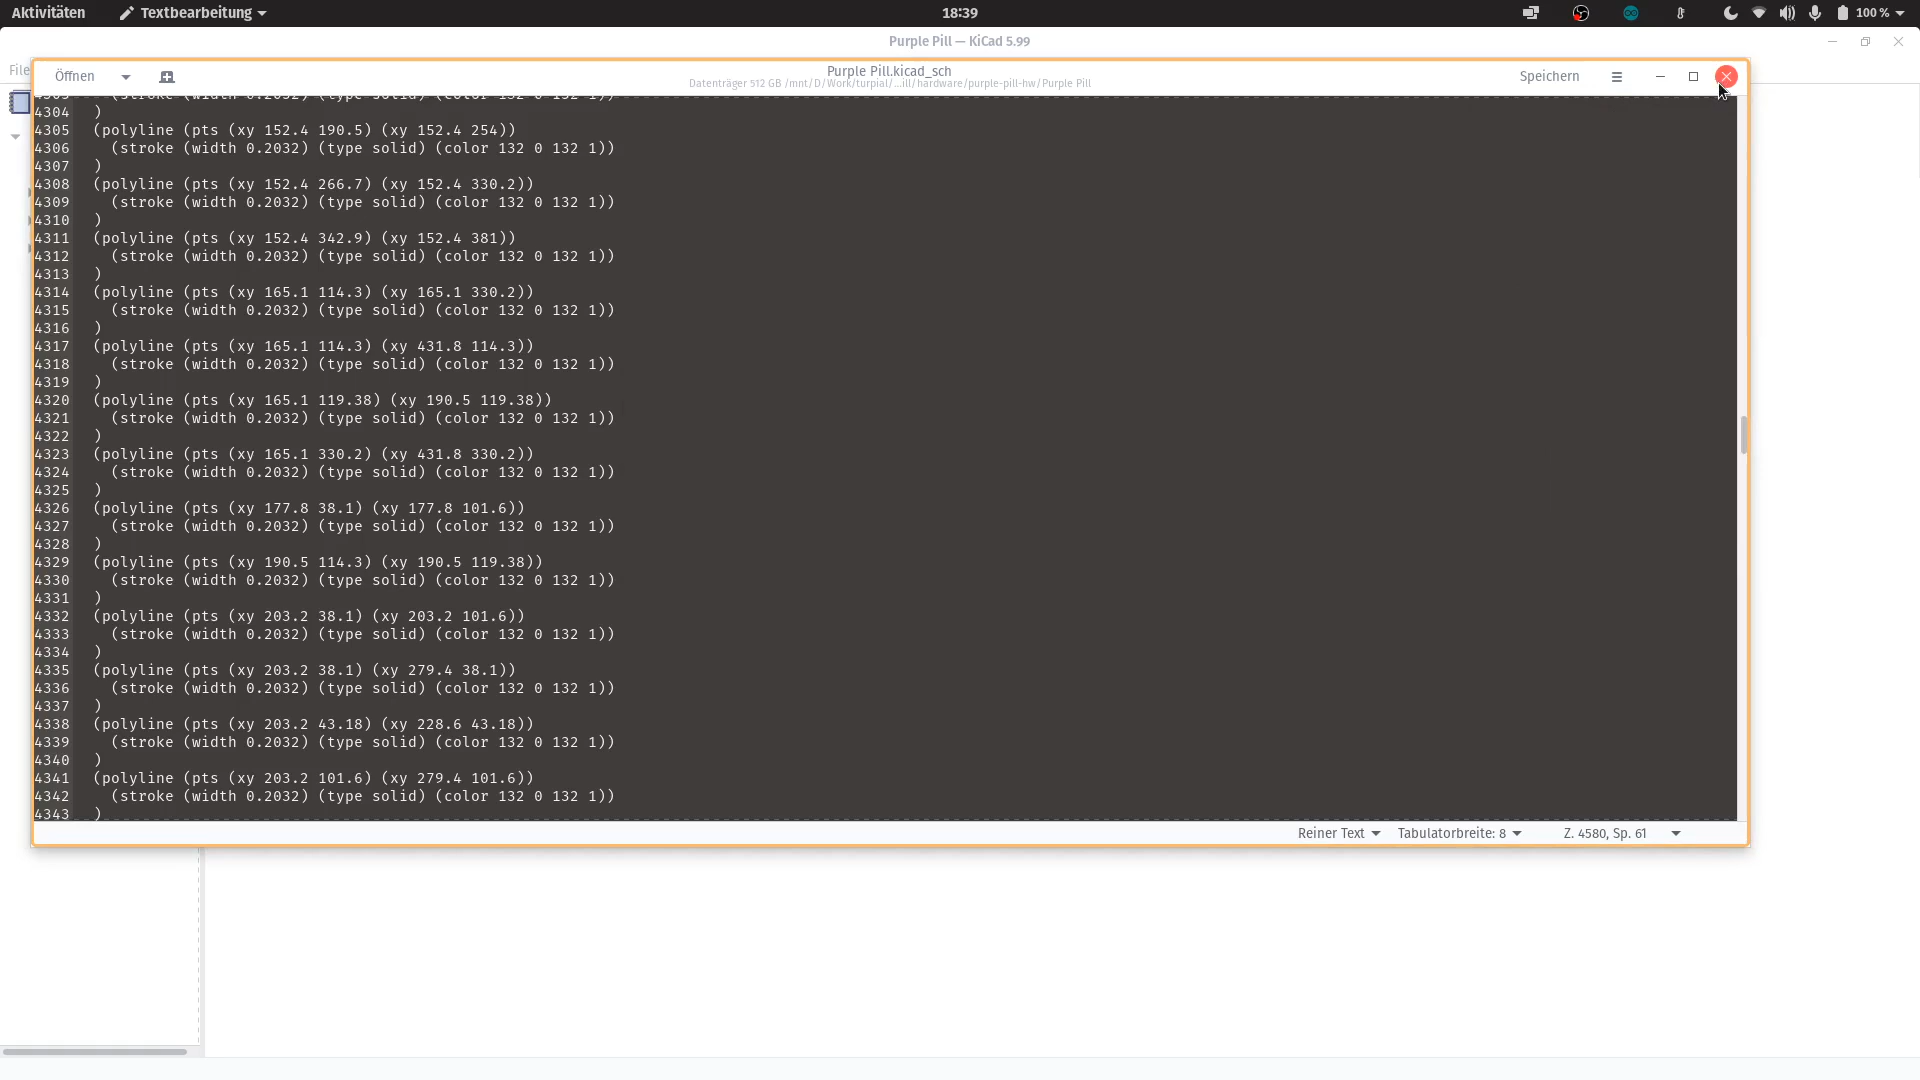 Aktivitäten Textbearbeitung 18:39 100 %
Purple Pill — KiCad 5.99
File
Öffnen Purple Pill.kicad_sch Speichern
Datenträger 512 GB /mnt/D/Work/turpial/…ill/hardware/purple-pill-hw/Purple Pill
4303 (stroke (width 0.2032) (type solid) (color 132 0 132 1))
4304 )
4305 (polyline (pts (xy 152.4 190.5) (xy 152.4 254))
4306 (stroke (width 0.2032) (type solid) (color 132 0 132 1))
4307 )
4308 (polyline (pts (xy 152.4 266.7) (xy 152.4 330.2))
4309 (stroke (width 0.2032) (type solid) (color 132 0 132 1))
4310 )
4311 (polyline (pts (xy 152.4 342.9) (xy 152.4 381))
4312 (stroke (width 0.2032) (type solid) (color 132 0 132 1))
4313 )
4314 (polyline (pts (xy 165.1 114.3) (xy 165.1 330.2))
4315 (stroke (width 0.2032) (type solid) (color 132 0 132 1))
4316 )
4317 (polyline (pts (xy 165.1 114.3) (xy 431.8 114.3))
4318 (stroke (width 0.2032) (type solid) (color 132 0 132 1))
4319 )
4320 (polyline (pts (xy 165.1 119.38) (xy 190.5 119.38))
4321 (stroke (width 0.2032) (type solid) (color 132 0 132 1))
4322 )
4323 (polyline (pts (xy 165.1 330.2) (xy 431.8 330.2))
4324 (stroke (width 0.2032) (type solid) (color 132 0 132 1))
4325 )
4326 (polyline (pts (xy 177.8 38.1) (xy 177.8 101.6))
4327 (stroke (width 0.2032) (type solid) (color 132 0 132 1))
4328 )
4329 (polyline (pts (xy 190.5 114.3) (xy 190.5 119.38))
4330 (stroke (width 0.2032) (type solid) (color 132 0 132 1))
4331 )
4332 (polyline (pts (xy 203.2 38.1) (xy 203.2 101.6))
4333 (stroke (width 0.2032) (type solid) (color 132 0 132 1))
4334 )
4335 (polyline (pts (xy 203.2 38.1) (xy 279.4 38.1))
4336 (stroke (width 0.2032) (type solid) (color 132 0 132 1))
4337 )
4338 (polyline (pts (xy 203.2 43.18) (xy 228.6 43.18))
4339 (stroke (width 0.2032) (type solid) (color 132 0 132 1))
4340 )
4341 (polyline (pts (xy 203.2 101.6) (xy 279.4 101.6))
4342 (stroke (width 0.2032) (type solid) (color 132 0 132 1))
4343 )
Reiner Text Tabulatorbreite: 8 Z. 4580, Sp. 61